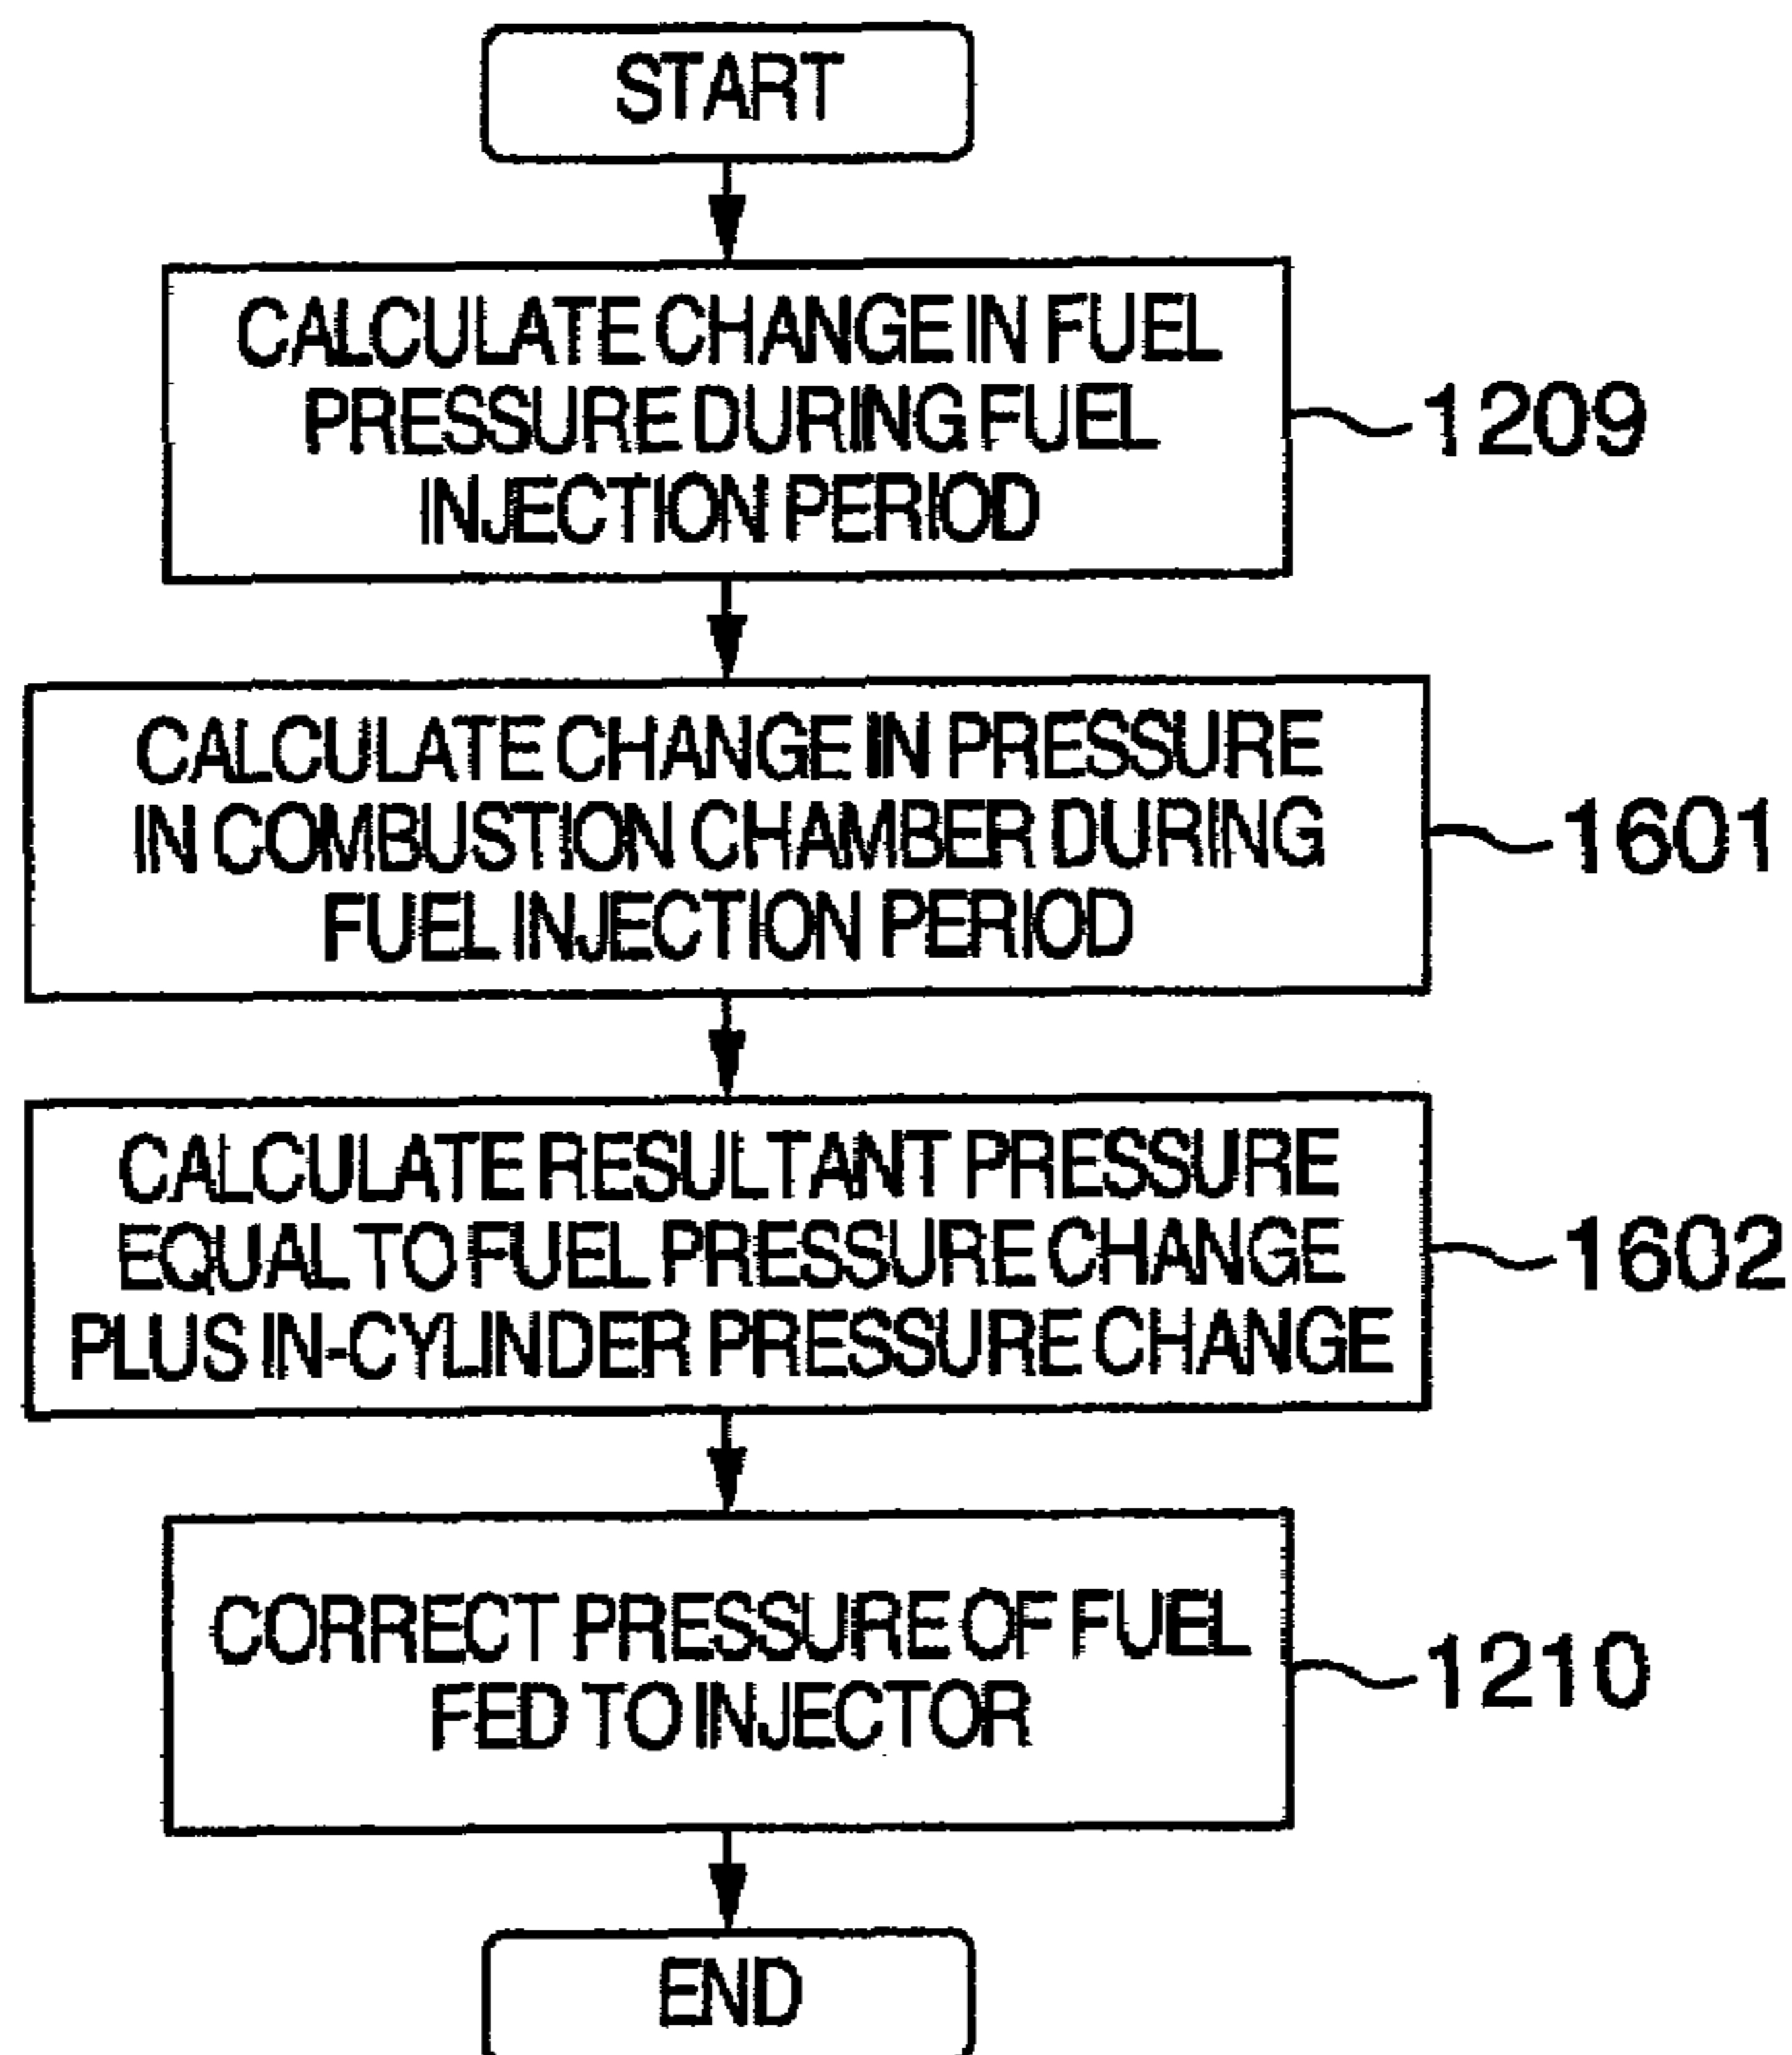 START
CALCULATE CHANGE IN FUEL
PRESSURE DURING FUEL
INJECTION PERIOD
1209
CALCULATE CHANGE IN PRESSURE
IN COMBUSTION CHAMBER DURING
FUEL INJECTION PERIOD
1601
CALCULATE RESULTANT PRESSURE
EQUAL TO FUEL PRESSURE CHANGE
PLUS IN-CYLINDER PRESSURE CHANGE
1602
CORRECT PRESSURE OF FUEL
FED TO INJECTOR
1210
END